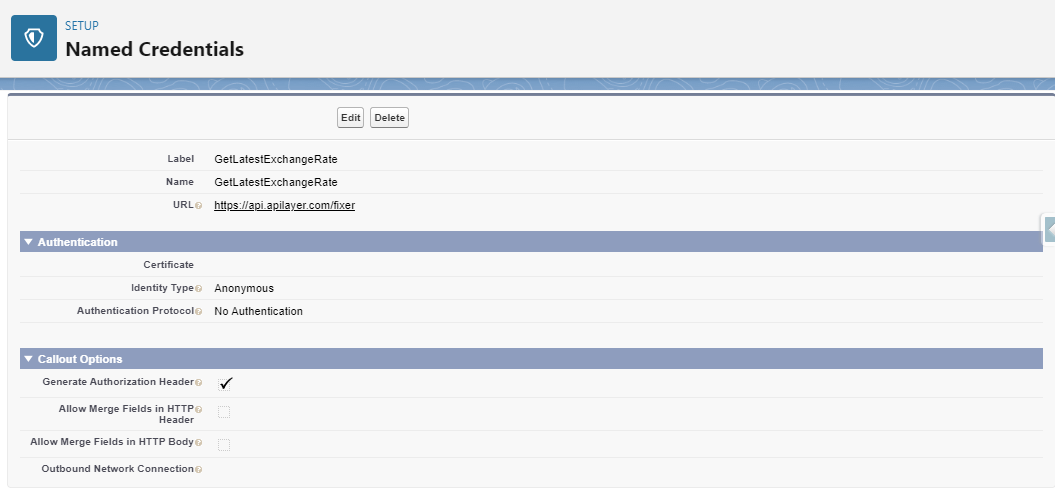 SETUP
Named Credentials
Edit Delete
Label GetLatestExchangeRate
Name GetLatestExchangeRate
URL https://api.apilayer.com/fixer
Authentication
Certificate
Identity Type Anonymous
Authentication Protocol No Authentication
Callout Options
Generate Authorization Header
Allow Merge Fields in HTTP
Header
Allow Merge Fields in HTTP Body
Outbound Network Connection